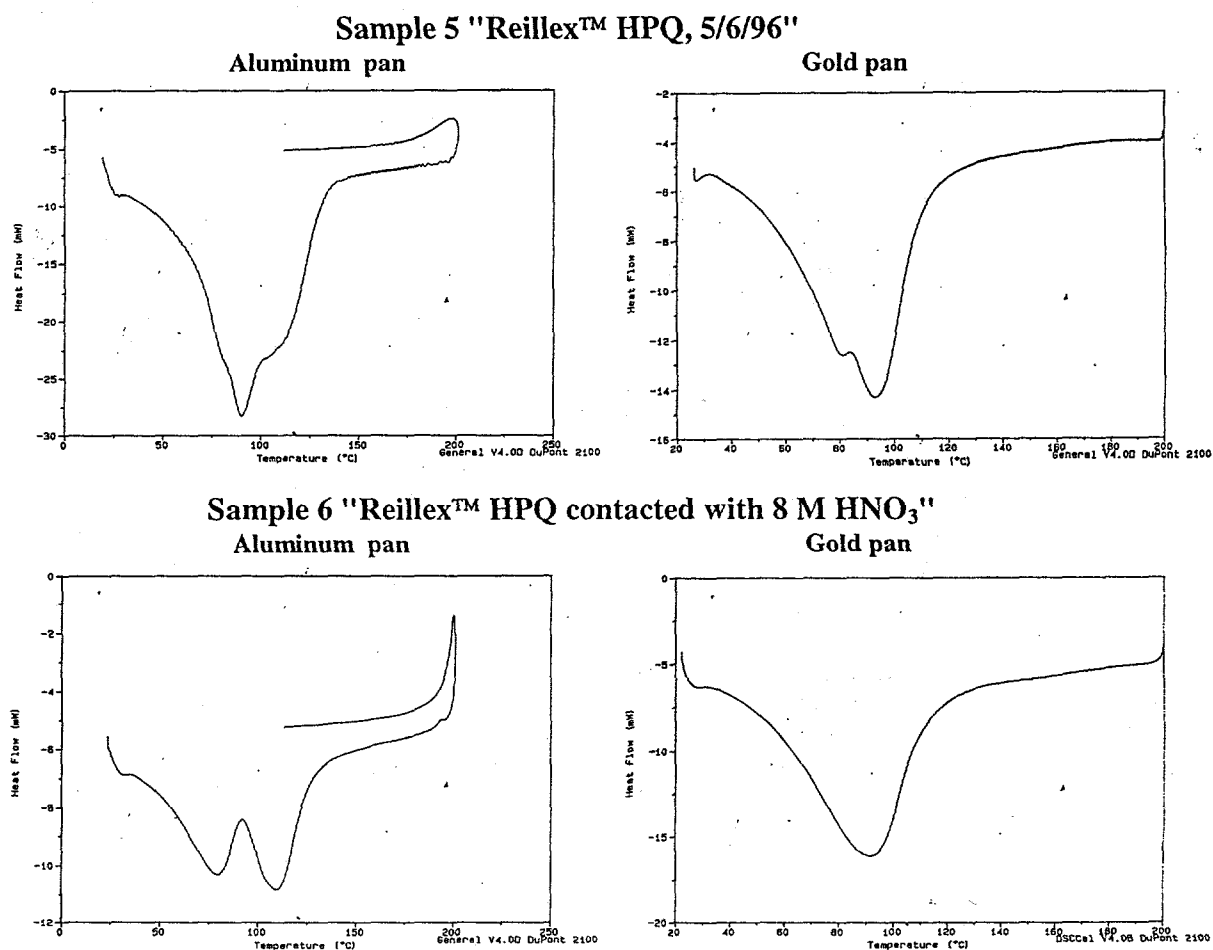 Sample 5 "Reillex™ HPQ, 5/6/96"
Aluminum pan
Gold pan
0
-5
-10
-15
-20
-25
-30
Heat Flow (mW)
0 50 100 150 200 250
Temperature (°C)
General V4.0D DuPont 2100
-2
-4
-6
-8
-10
-12
-14
-16
Heat Flow (mW)
20 40 60 80 100 120 140 160 180 200
Temperature (°C)
General V4.0D DuPont 2100
Sample 6 "Reillex™ HPQ contacted with 8 M HNO₃"
Aluminum pan
Gold pan
0
-2
-4
-6
-8
-10
-12
Heat Flow (mW)
0 50 100 150 200 250
Temperature (°C)
General V4.0D DuPont 2100
0
-5
-10
-15
-20
Heat Flow (mW)
20 40 60 80 100 120 140 160 180 200
Temperature (°C)
DSCCal V4.0B DuPont 2100